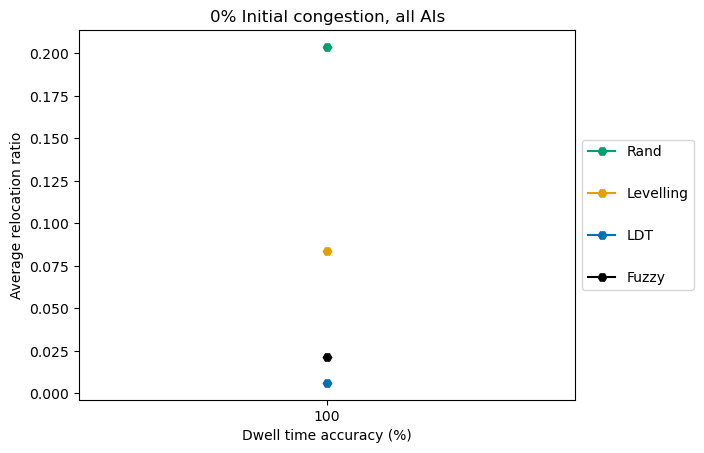 0% Initial congestion, all AIs
Average relocation ratio
0.200
0.175
0.150
0.125
0.100
0.075
0.050
0.025
0.000
100
Dwell time accuracy (%)
Rand
Levelling
LDT
Fuzzy